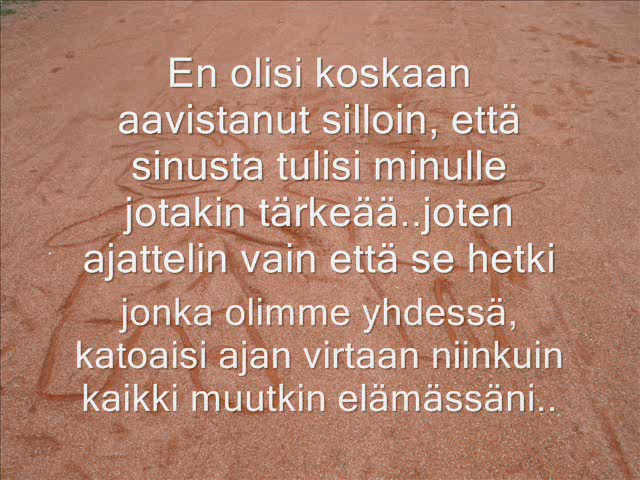 En olisi koskaan
aavistanut silloin, että
sinusta tulisi minulle
jotakin tärkeää..joten
ajattelin vain että se hetki
jonka olimme yhdessä,
katoaisi ajan virtaan niinkuin
kaikki muutkin elämässäni..